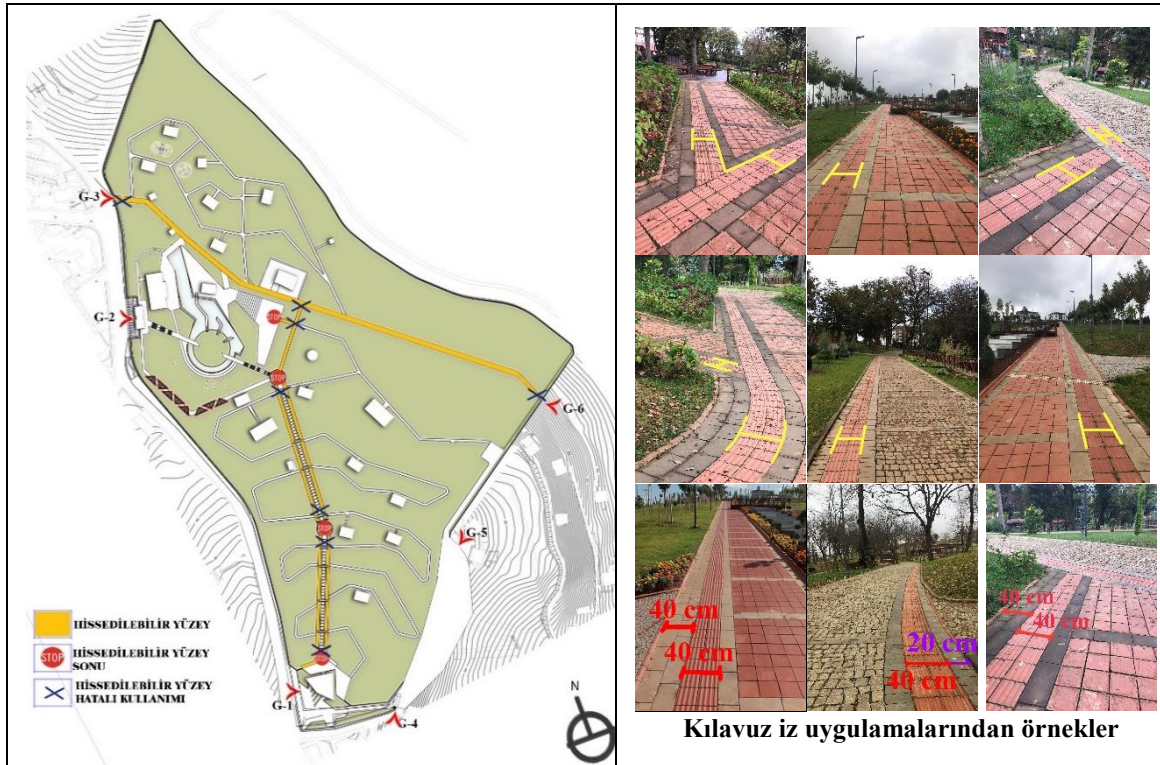 G-3
G-2
STOP
STOP
G-6
STOP
G-5
STOP
G-1
G-4
N
HİSSEDİLEBİLİR YÜZEY
STOP
HİSSEDİLEBİLİR YÜZEY
SONU
HİSSEDİLEBİLİR YÜZEY
HATALI KULLANIMI
40 cm
40 cm
20 cm
40 cm
40 cm
40 cm
Kılavuz iz uygulamalarından örnekler